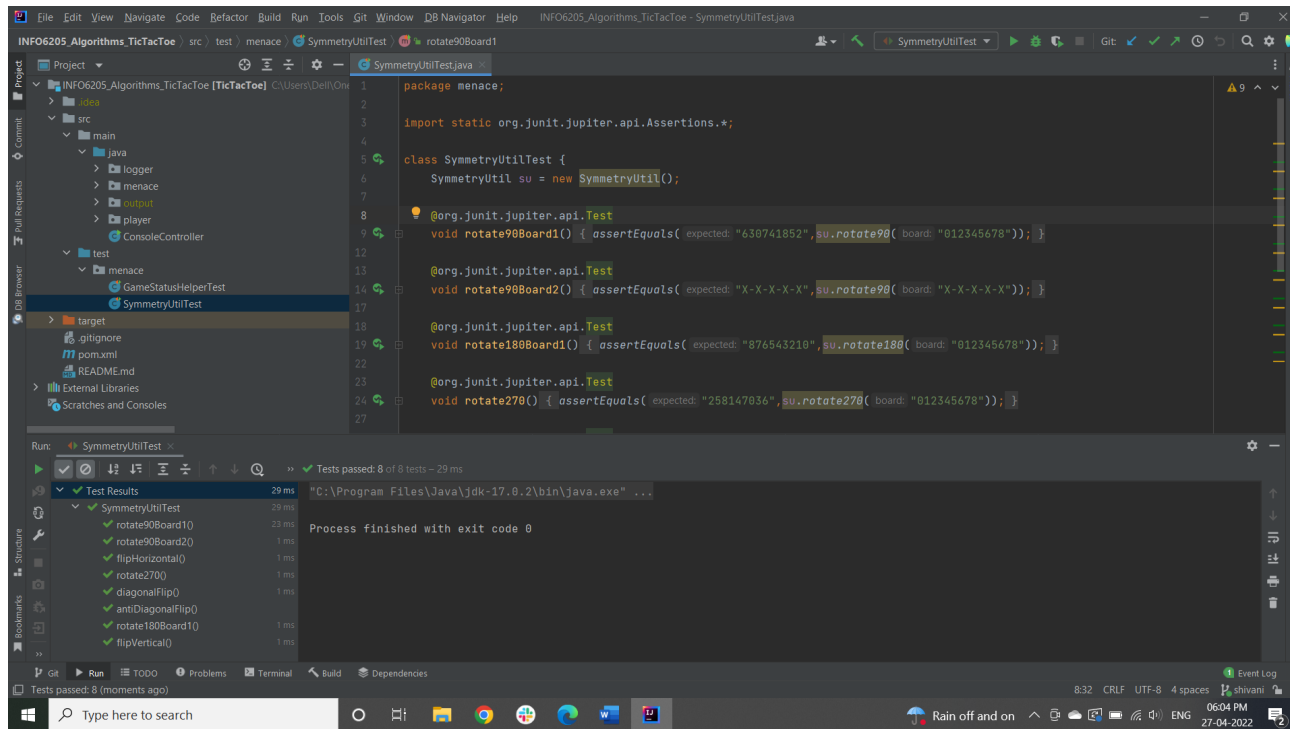 File Edit View Navigate Code Refactor Build Run Tools Git Window DB Navigator Help INFO6205_Algorithms_TicTacToe - SymmetryUtilTest.java
INFO6205_Algorithms_TicTacToe src test menace SymmetryUtilTest rotate90Board1 SymmetryUtilTest Git:
Project SymmetryUtilTest.java
INFO6205_Algorithms_TicTacToe [TicTacToe] C:\Users\Dell\One
.idea
src
main
java
logger
menace
output
player
ConsoleController
test
menace
GameStatusHelperTest
SymmetryUtilTest
target
.gitignore
pom.xml
README.md
External Libraries
Scratches and Consoles
Project
Commit
Pull Requests
DB Browser
Structure
Bookmarks
1 package menace;
2
3 import static org.junit.jupiter.api.Assertions.*;
4
5 class SymmetryUtilTest {
6 SymmetryUtil su = new SymmetryUtil();
7
8 @org.junit.jupiter.api.Test
9 void rotate90Board1() { assertEquals( expected: "630741852",su.rotate90( board: "012345678")); }
12
13 @org.junit.jupiter.api.Test
14 void rotate90Board2() { assertEquals( expected: "X-X-X-X-X",su.rotate90( board: "X-X-X-X-X")); }
17
18 @org.junit.jupiter.api.Test
19 void rotate180Board1() { assertEquals( expected: "876543210",su.rotate180( board: "012345678")); }
22
23 @org.junit.jupiter.api.Test
24 void rotate270() { assertEquals( expected: "258147036",su.rotate270( board: "012345678")); }
27
9
Run: SymmetryUtilTest
Tests passed: 8 of 8 tests – 29 ms
Test Results 29 ms
SymmetryUtilTest 29 ms
rotate90Board1() 23 ms
rotate90Board2() 1 ms
flipHorizontal() 1 ms
rotate270() 1 ms
diagonalFlip() 1 ms
antiDiagonalFlip()
rotate180Board1() 1 ms
flipVertical() 1 ms
"C:\Program Files\Java\jdk-17.0.2\bin\java.exe" ...
Process finished with exit code 0
Git Run TODO Problems Terminal Build Dependencies 1 Event Log
Tests passed: 8 (moments ago) 8:32 CRLF UTF-8 4 spaces shivani
Type here to search Rain off and on ENG 06:04 PM
27-04-2022 2